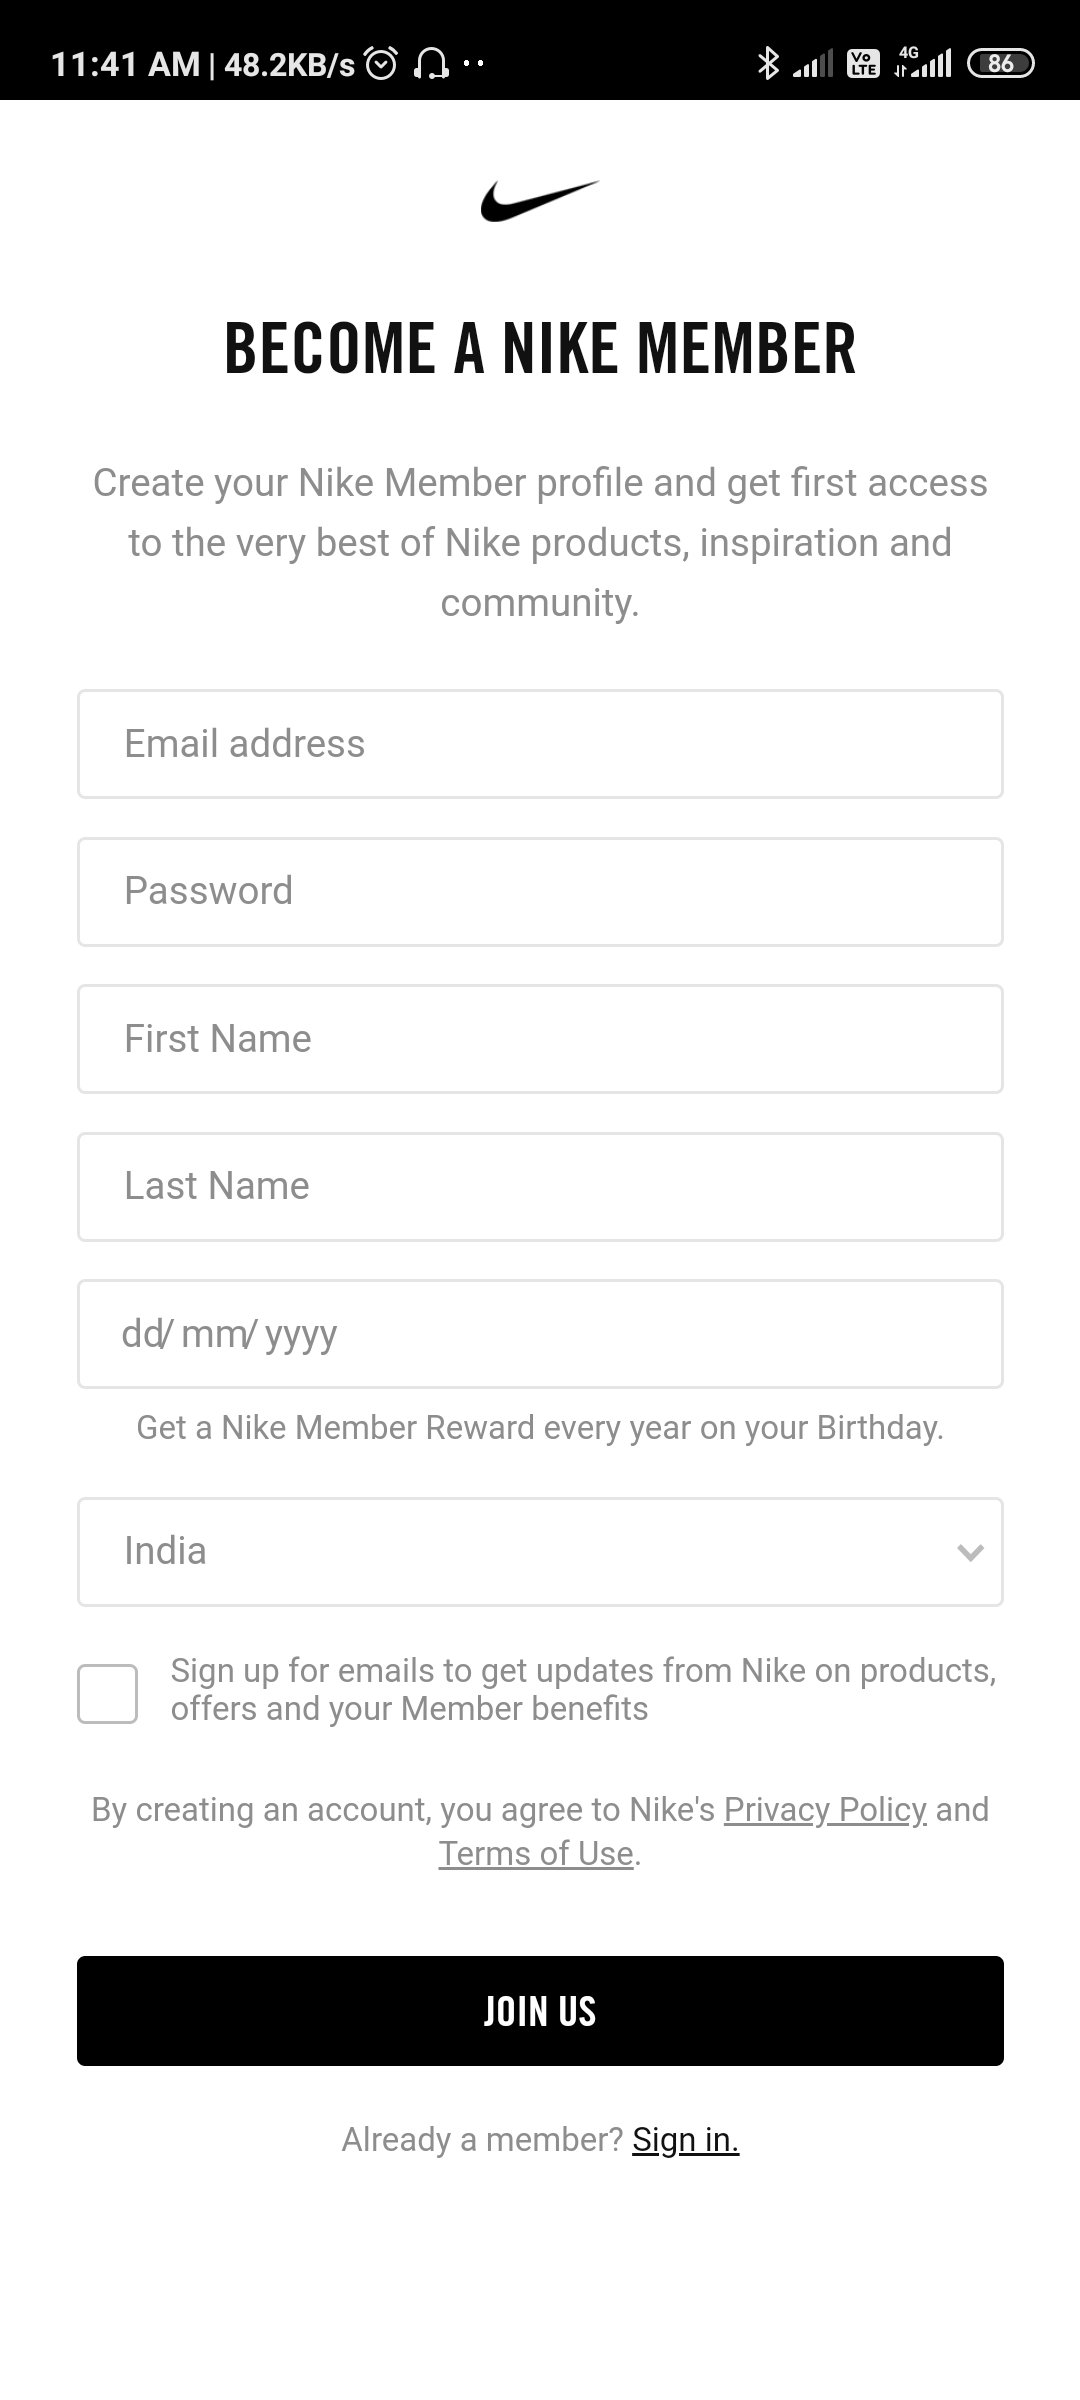 11:41 AM | 48.2KB/s
Vo LTE
4G
86
BECOME A NIKE MEMBER
Create your Nike Member profile and get first access
to the very best of Nike products, inspiration and
community.
Email address
Password
First Name
Last Name
dd/ mm/ yyyy
Get a Nike Member Reward every year on your Birthday.
India
Sign up for emails to get updates from Nike on products,
offers and your Member benefits
By creating an account, you agree to Nike's Privacy Policy and
Terms of Use.
JOIN US
Already a member? Sign in.